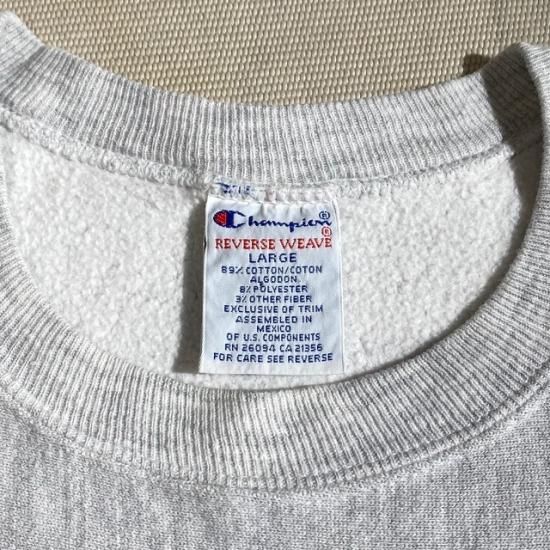 Champion®
REVERSE WEAVE®
LARGE
89% COTTON/COTON
ALGODON
8% POLYESTER
3% OTHER FIBER
EXCLUSIVE OF TRIM
ASSEMBLED IN
MEXICO
OF U.S. COMPONENTS
RN 26094 CA 21356
FOR CARE SEE REVERSE